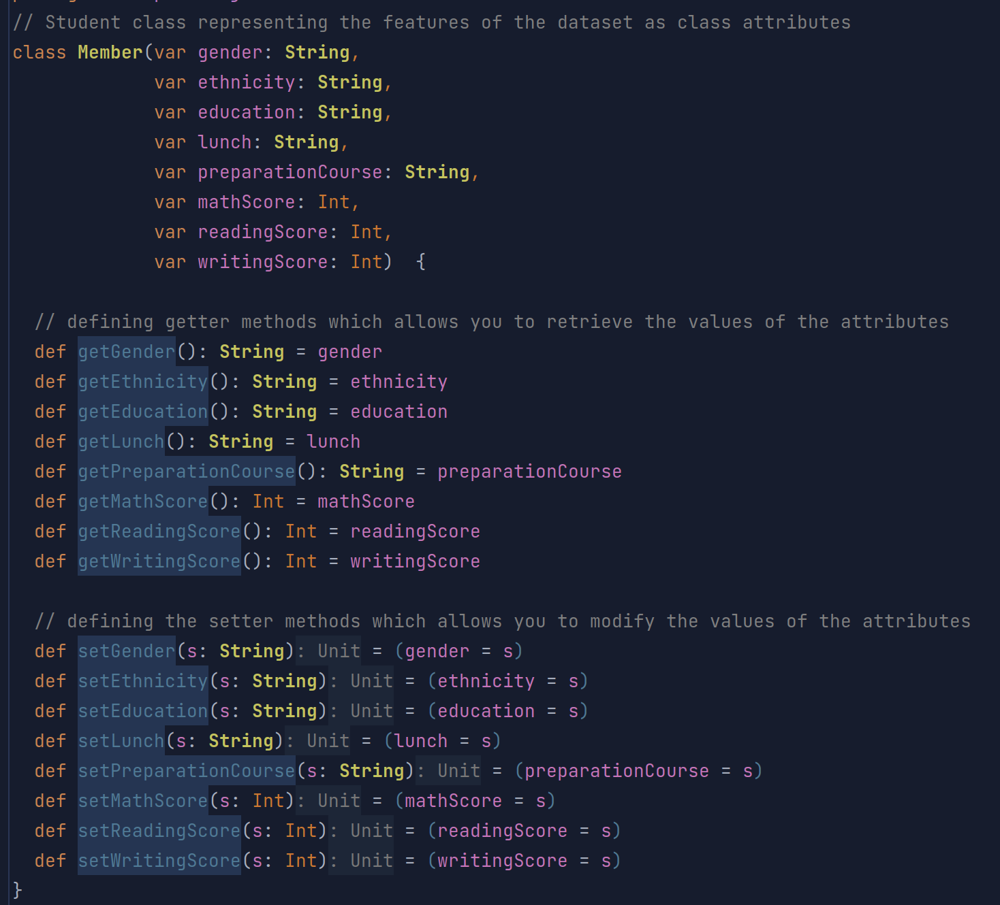 // Student class representing the features of the dataset as class attributes
class Member(var gender: String,
             var ethnicity: String,
             var education: String,
             var lunch: String,
             var preparationCourse: String,
             var mathScore: Int,
             var readingScore: Int,
             var writingScore: Int)  {

  // defining getter methods which allows you to retrieve the values of the attributes
  def getGender(): String = gender
  def getEthnicity(): String = ethnicity
  def getEducation(): String = education
  def getLunch(): String = lunch
  def getPreparationCourse(): String = preparationCourse
  def getMathScore(): Int = mathScore
  def getReadingScore(): Int = readingScore
  def getWritingScore(): Int = writingScore

  // defining the setter methods which allows you to modify the values of the attributes
  def setGender(s: String): Unit = (gender = s)
  def setEthnicity(s: String): Unit = (ethnicity = s)
  def setEducation(s: String): Unit = (education = s)
  def setLunch(s: String): Unit = (lunch = s)
  def setPreparationCourse(s: String): Unit = (preparationCourse = s)
  def setMathScore(s: Int): Unit = (mathScore = s)
  def setReadingScore(s: Int): Unit = (readingScore = s)
  def setWritingScore(s: Int): Unit = (writingScore = s)
}